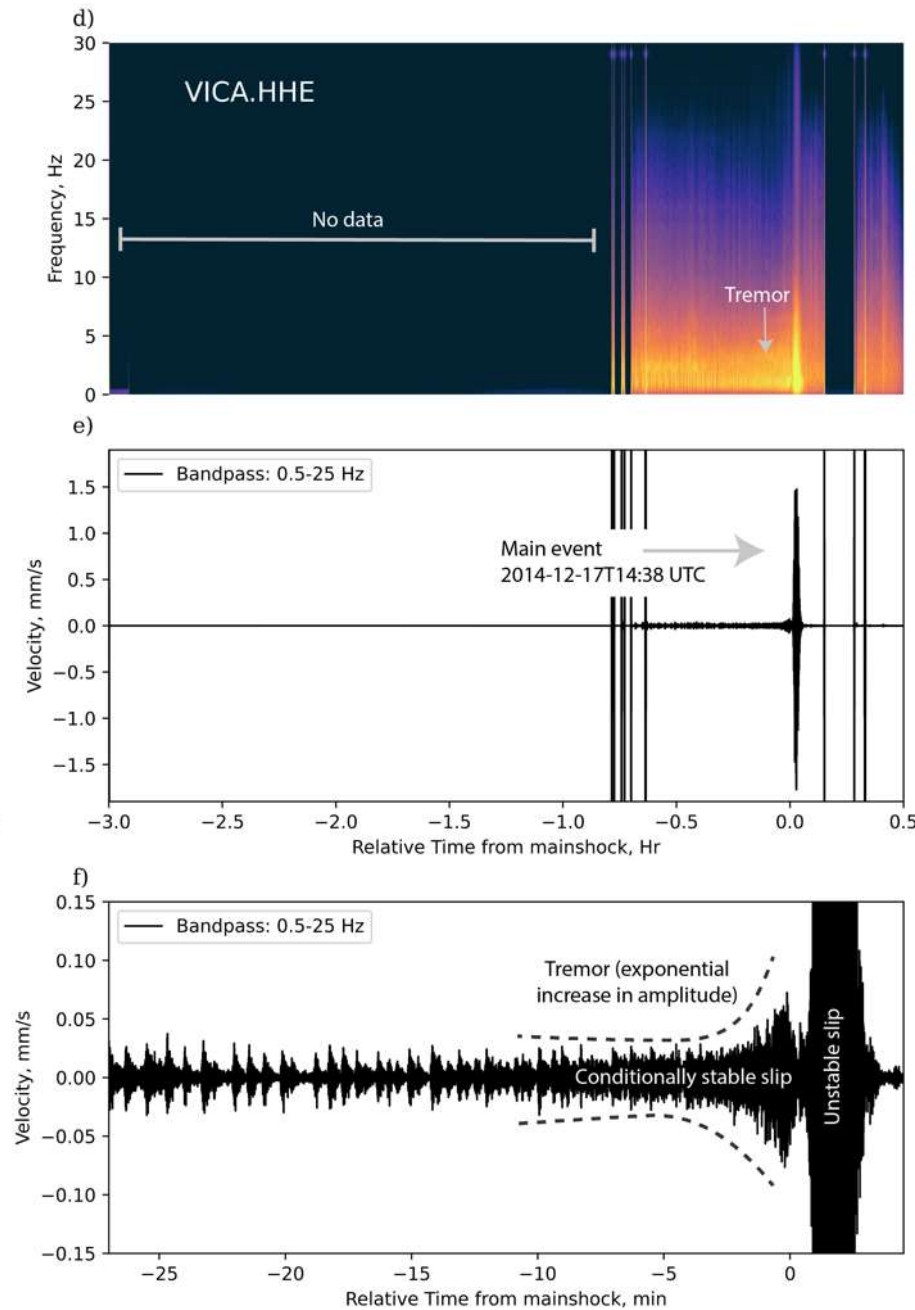 d)
30
25
20
15
10
5
0
Frequency, Hz
VICA.HHE
No data
Tremor
e)
1.5
1.0
0.5
0.0
−0.5
−1.0
−1.5
Velocity, mm/s
Bandpass: 0.5-25 Hz
Main event
2014-12-17T14:38 UTC
−3.0 −2.5 −2.0 −1.5 −1.0 −0.5 0.0 0.5
Relative Time from mainshock, Hr
f)
0.15
0.10
0.05
0.00
−0.05
−0.10
−0.15
Velocity, mm/s
Bandpass: 0.5-25 Hz
Tremor (exponential
increase in amplitude)
Conditionally stable slip
Unstable slip
−25 −20 −15 −10 −5 0
Relative Time from mainshock, min